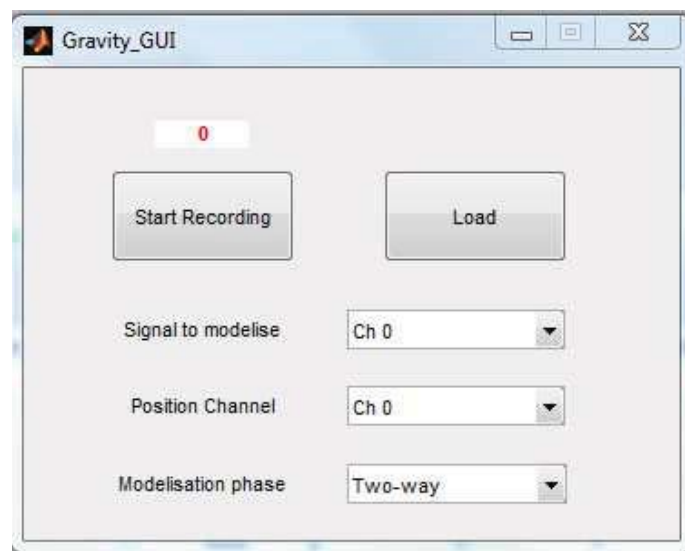 Gravity_GUI
0
Start Recording
Load
Signal to modelise
Ch 0
Position Channel
Ch 0
Modelisation phase
Two-way